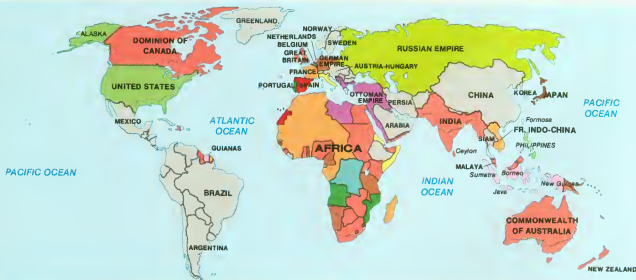 GREENLAND
ALASKA
DOMINION OF
CANADA
UNITED STATES
MEXICO
ATLANTIC
OCEAN
GUIANAS
PACIFIC OCEAN
BRAZIL
ARGENTINA
NORWAY
SWEDEN
NETHERLANDS
BELGIUM
GREAT
BRITAIN
GERMAN
EMPIRE
FRANCE
AUSTRIA-HUNGARY
PORTUGAL
SPAIN
RUSSIAN EMPIRE
OTTOMAN
EMPIRE
PERSIA
ARABIA
AFRICA
CHINA
KOREA
JAPAN
PACIFIC
OCEAN
INDIA
Formosa
FR. INDO-CHINA
SIAM
PHILIPPINES
Ceylon
MALAYA
Sumatra
Borneo
New Guinea
Java
INDIAN
OCEAN
COMMONWEALTH
OF AUSTRALIA
NEW ZEALAND